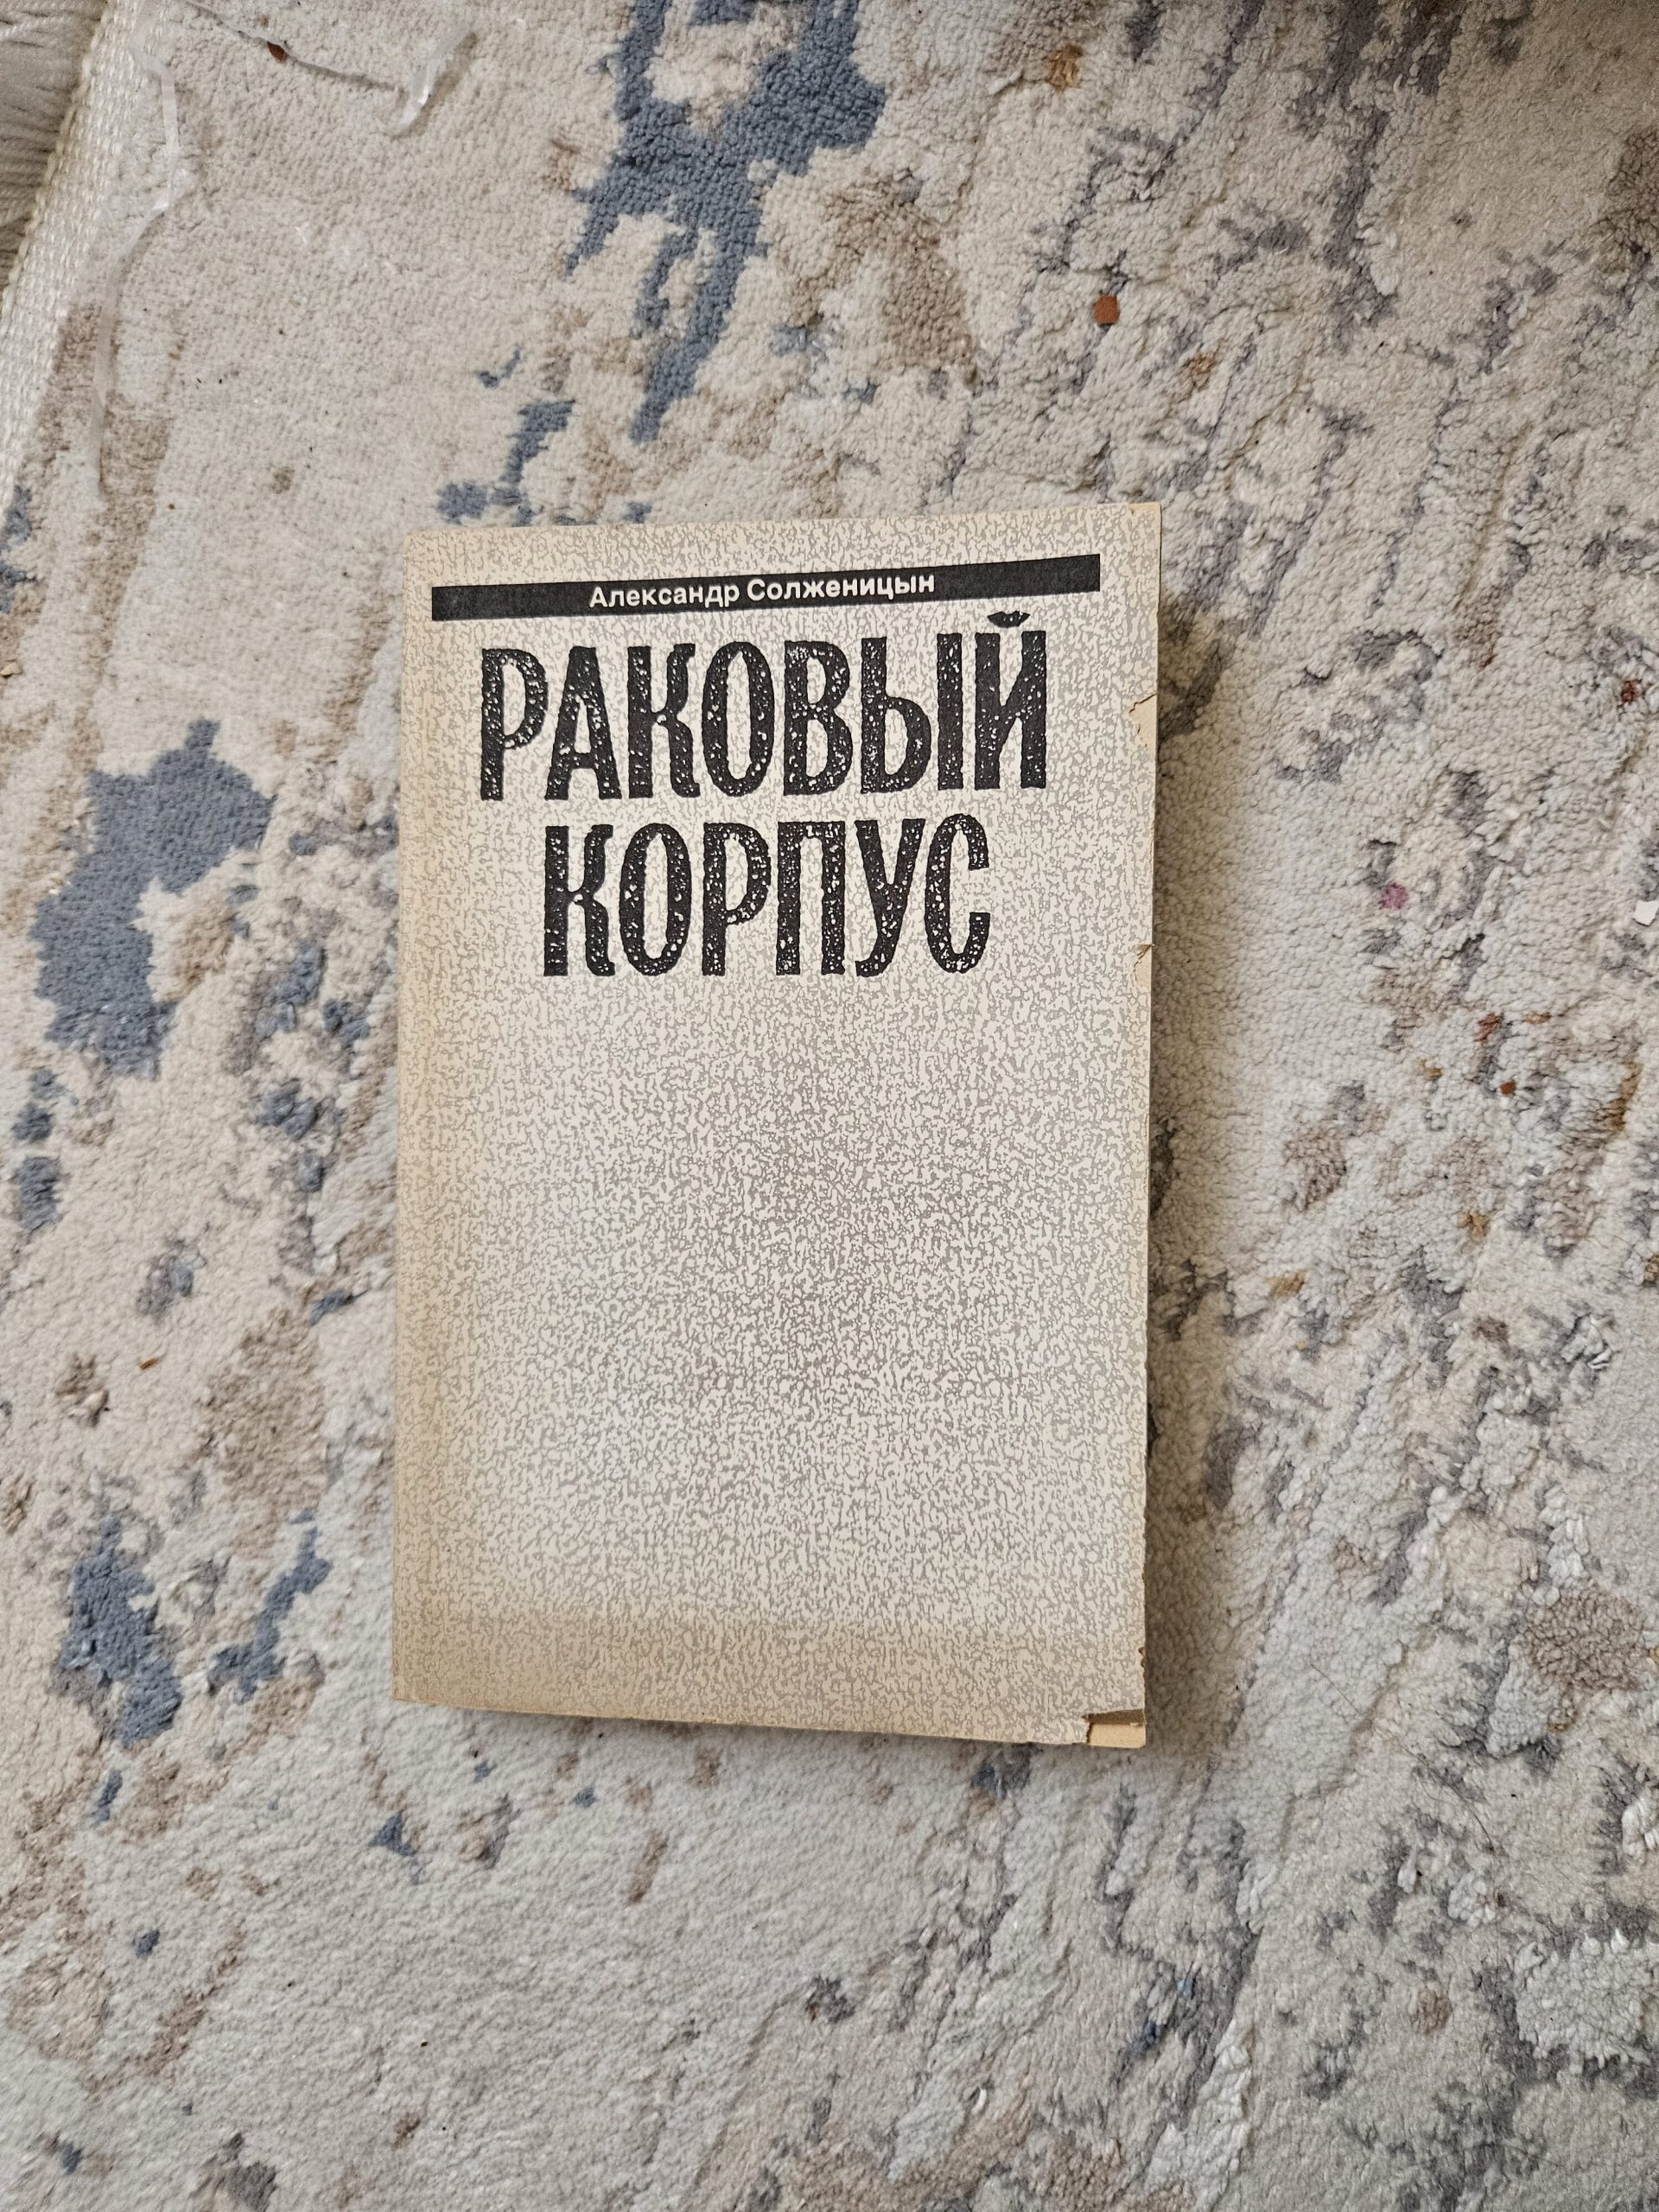 Александр Солженицын
РАКОВЫЙ
КОРПУС